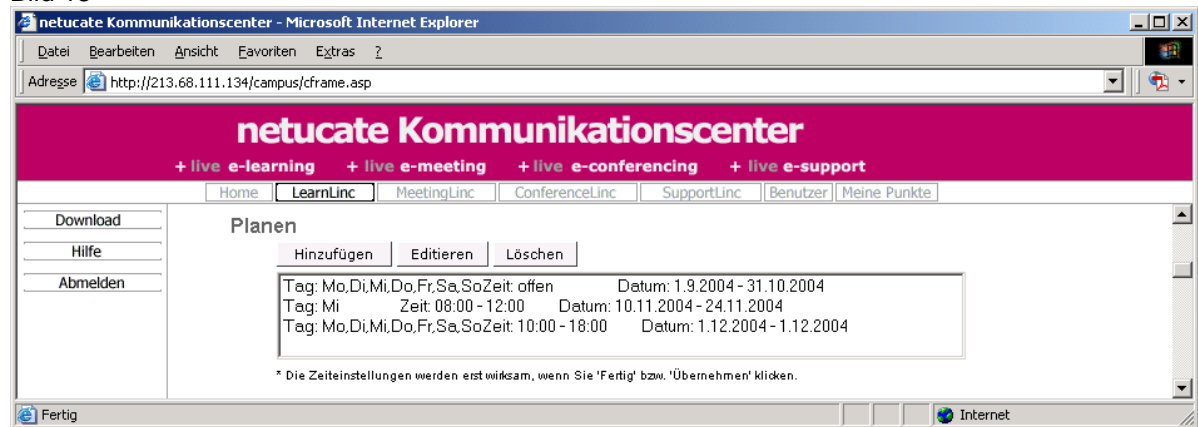 netucate Kommunikationscenter - Microsoft Internet Explorer
Datei Bearbeiten Ansicht Favoriten Extras ?
Adresse http://213.68.111.134/campus/cframe.asp
netucate Kommunikationscenter
+ live e-learning + live e-meeting + live e-conferencing + live e-support
Home LearnLinc MeetingLinc ConferenceLinc SupportLinc Benutzer Meine Punkte
Download
Hilfe
Abmelden
Planen
Hinzufügen Editieren Löschen
Tag: Mo,Di,Mi,Do,Fr,Sa,SoZeit: offen Datum: 1.9.2004 - 31.10.2004
Tag: Mi Zeit: 08:00 - 12:00 Datum: 10.11.2004 - 24.11.2004
Tag: Mo,Di,Mi,Do,Fr,Sa,SoZeit: 10:00 - 18:00 Datum: 1.12.2004 - 1.12.2004
* Die Zeiteinstellungen werden erst wirksam, wenn Sie 'Fertig' bzw. 'Übernehmen' klicken.
Fertig Internet